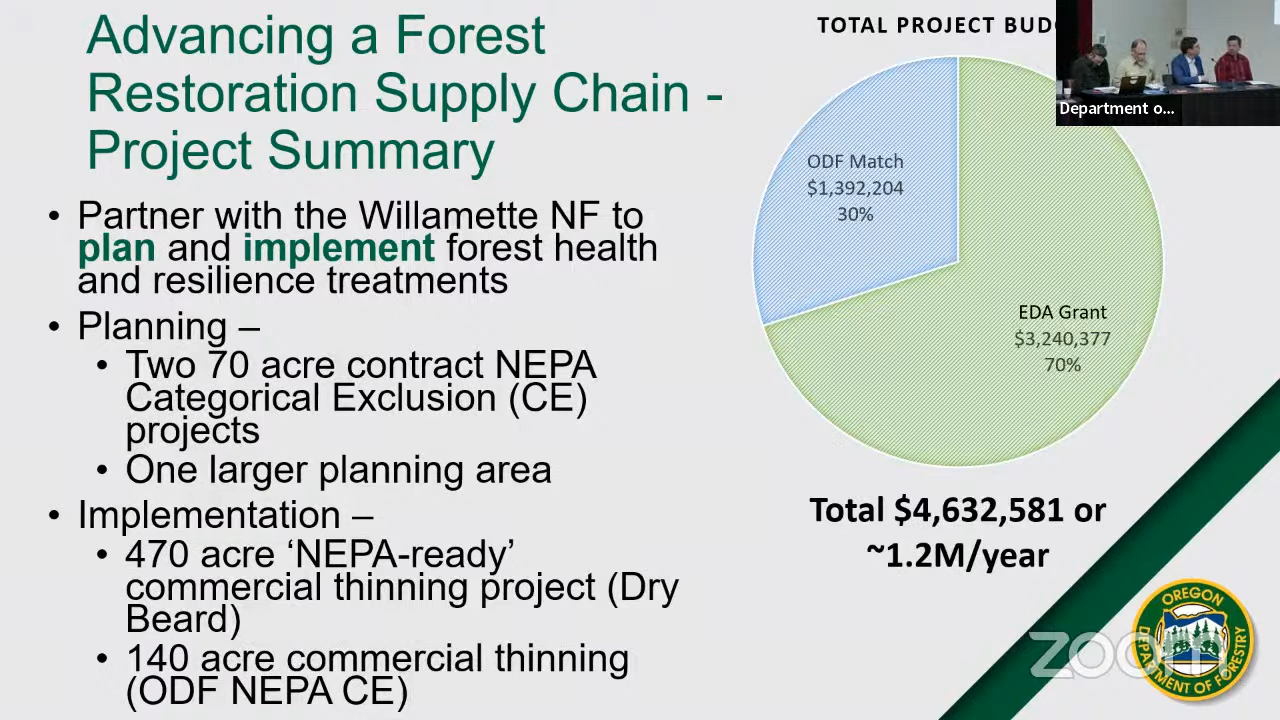 Advancing a Forest
Restoration Supply Chain -
Project Summary
• Partner with the Willamette NF to
plan and implement forest health
and resilience treatments
• Planning –
• Two 70 acre contract NEPA
Categorical Exclusion (CE)
projects
• One larger planning area
• Implementation –
• 470 acre ‘NEPA-ready’
commercial thinning project (Dry
Beard)
• 140 acre commercial thinning
(ODF NEPA CE)
TOTAL PROJECT
Department o...
ODF Match
$1,392,204
30%
EDA Grant
$3,240,377
70%
Total $4,632,581 or
~1.2M/year
zoom
OREGON
DEPARTMENT OF FORESTRY